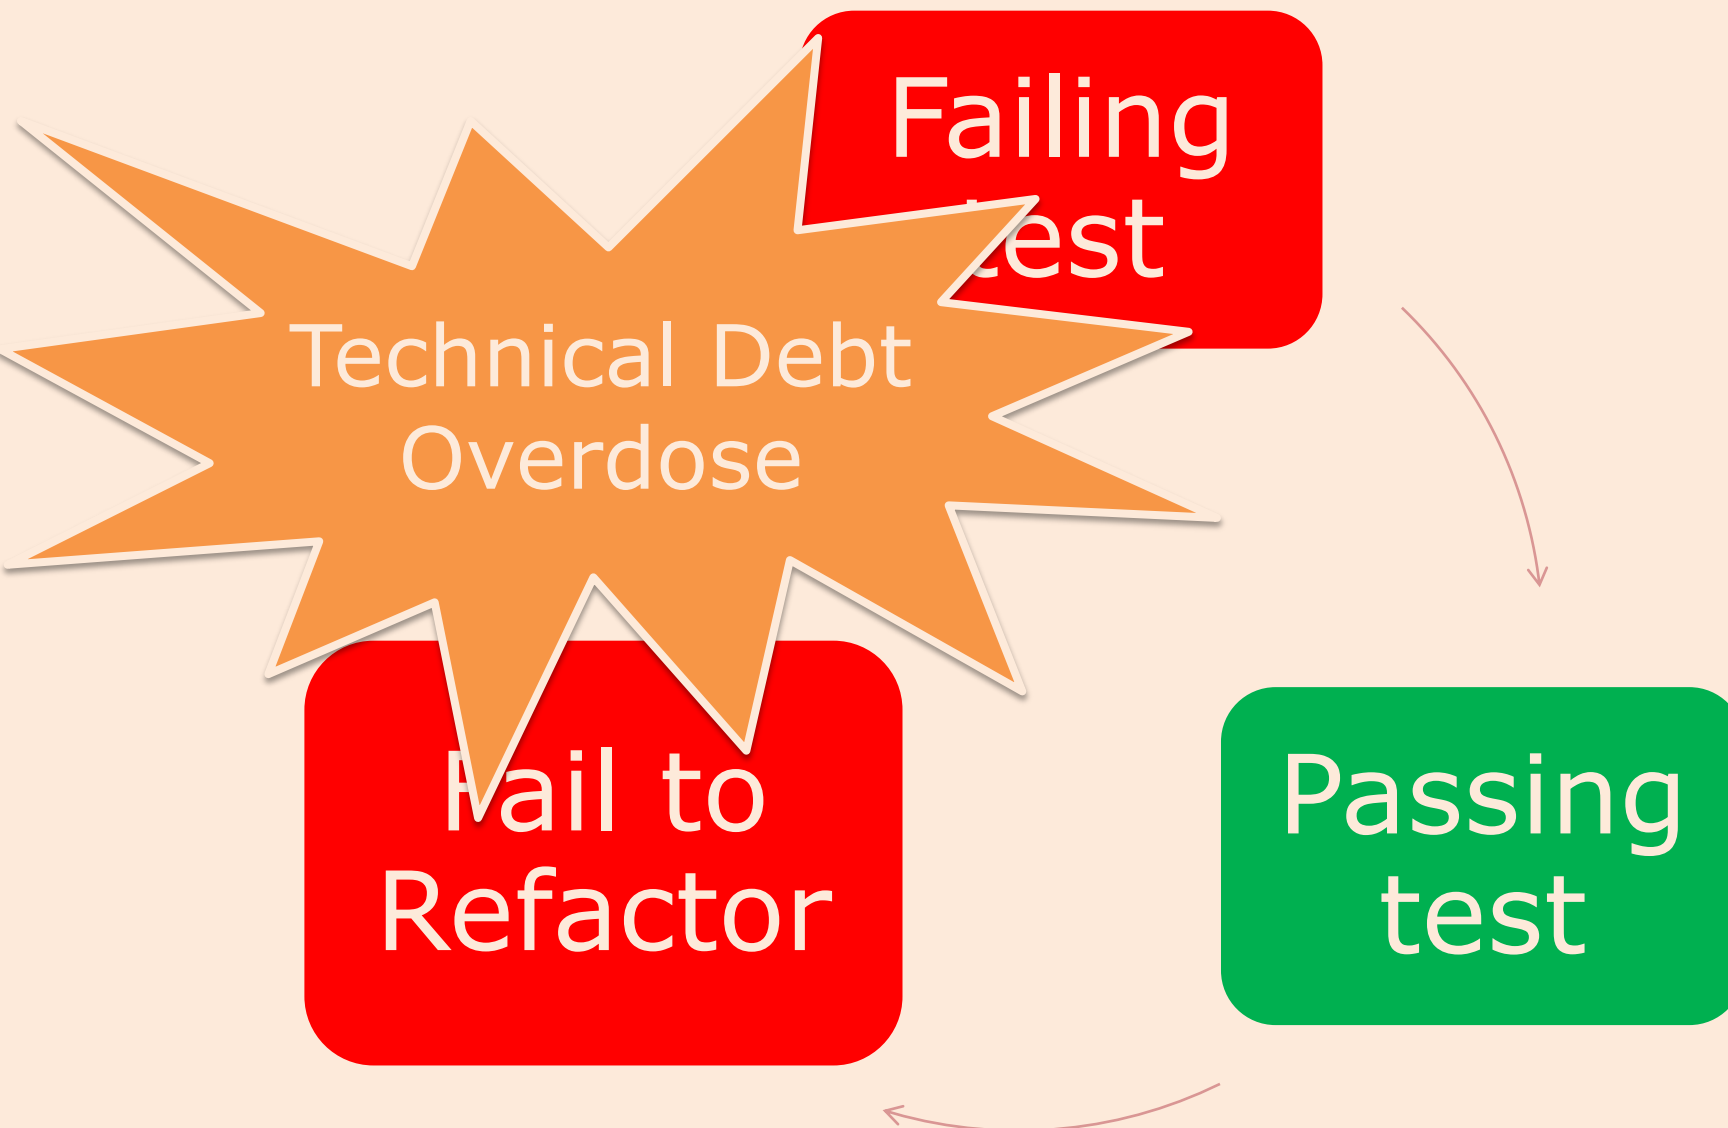 Failing
test
Technical Debt
Overdose
Fail to
Refactor
Passing
test